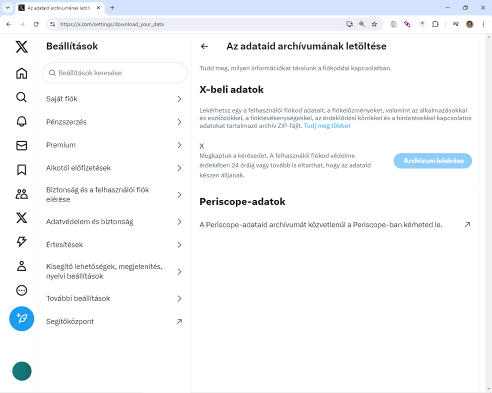 Az adataid archívumának letölté
https://x.com/settings/download_your_data
Beállítások
Beállítások keresése
Saját fiók
Pénzszerzés
Premium
Alkotói előfizetések
Biztonság és a felhasználói fiók
elérése
Adatvédelem és biztonság
Értesítések
Kisegítő lehetőségek, megjelenítés,
nyelvi beállítások
További beállítások
Segítőközpont
Az adataid archívumának letöltése
Tudd meg, milyen információkat tárolunk a fiókoddal kapcsolatban.
X-beli adatok
Lekérhetsz egy a felhasználói fiókod adatait, a fiókelőzményeket, valamint az alkalmazásokkal
és eszközökkel, a fióktevékenységekkel, az érdeklődési körökkel és a hirdetésekkel kapcsolatos
adatokat tartalmazó archív ZIP-fájlt. Tudj meg többet
X
Megkaptuk a kérésedet. A felhasználói fiókod védelme
érdekében 24 óráig vagy tovább is eltarthat, hogy az adataid
készen álljanak.
Archívum lekérése
Periscope-adatok
A Periscope-adataid archívumát közvetlenül a Periscope-ban kérheted le.